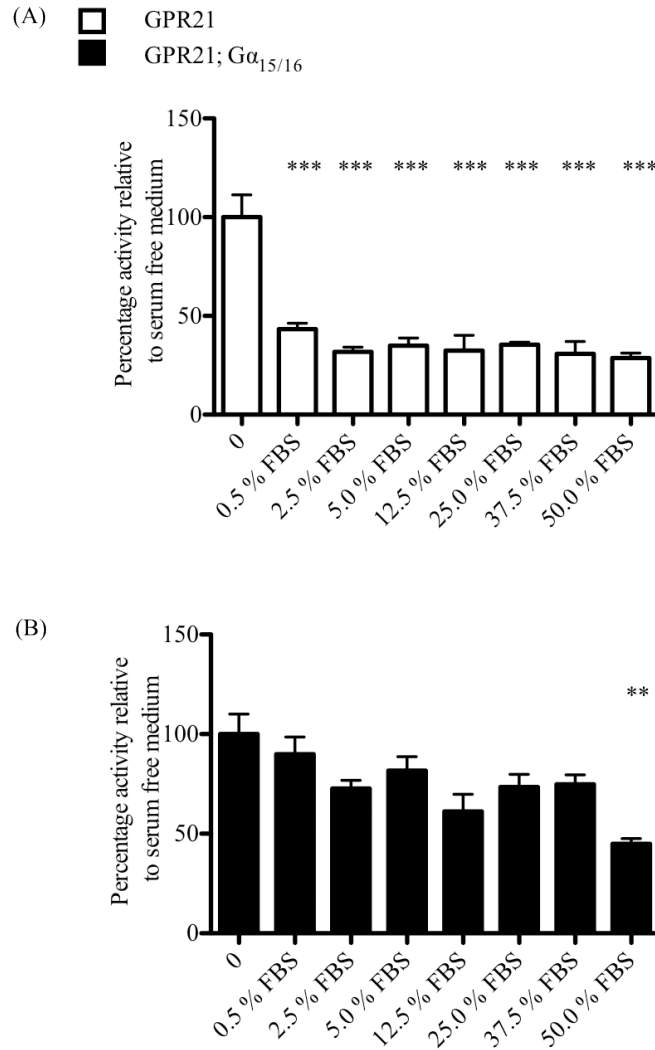 (A)
GPR21
GPR21; Gα15/16
Percentage activity relative
to serum free medium
150
100
50
0
*** *** *** *** *** *** ***
0
0.5 % FBS
2.5 % FBS
5.0 % FBS
12.5 % FBS
25.0 % FBS
37.5 % FBS
50.0 % FBS
(B)
Percentage activity relative
to serum free medium
150
100
50
0
**
0
0.5 % FBS
2.5 % FBS
5.0 % FBS
12.5 % FBS
25.0 % FBS
37.5 % FBS
50.0 % FBS